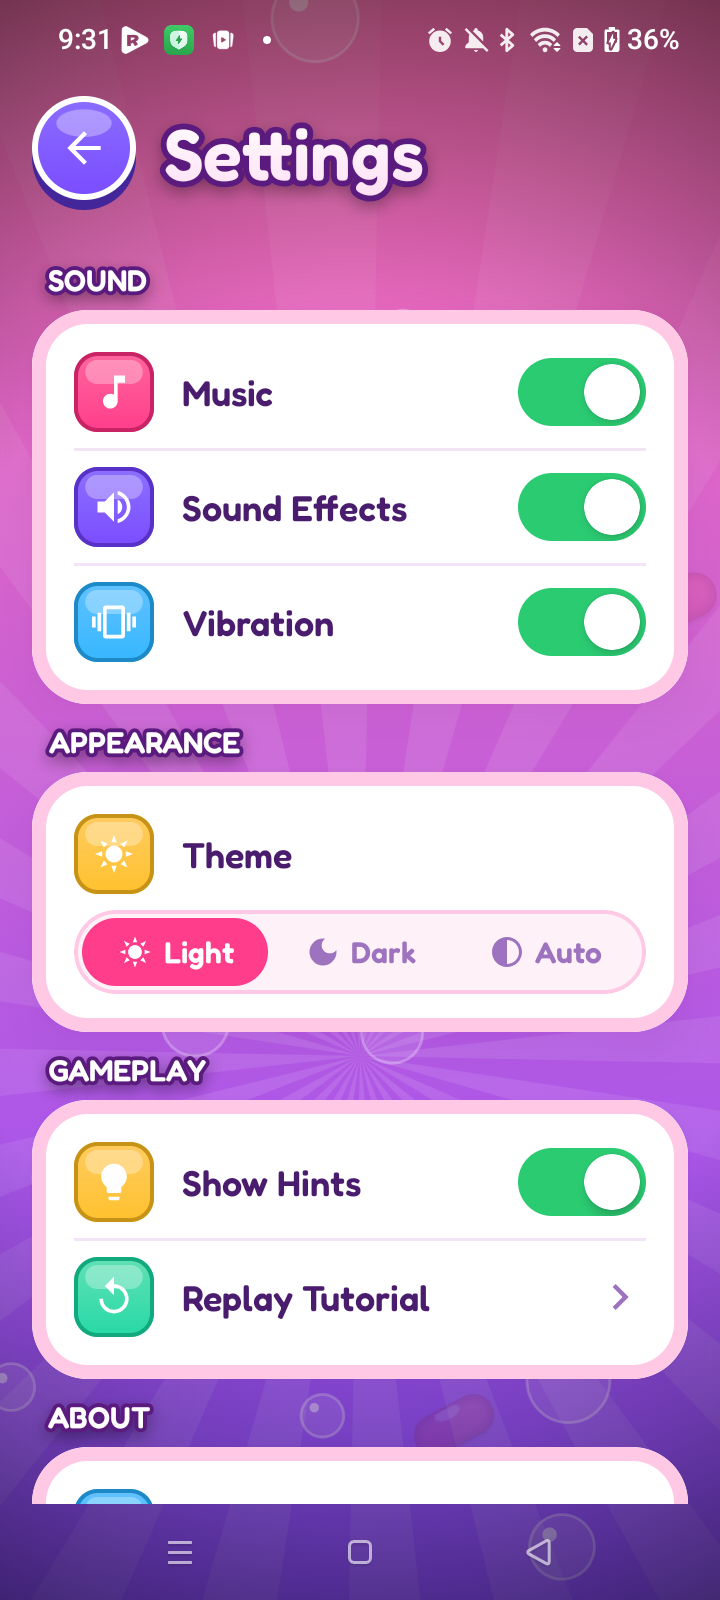 9:31
36%
Settings
SOUND
Music
Sound Effects
Vibration
APPEARANCE
Theme
Light
Dark
Auto
GAMEPLAY
Show Hints
Replay Tutorial
ABOUT